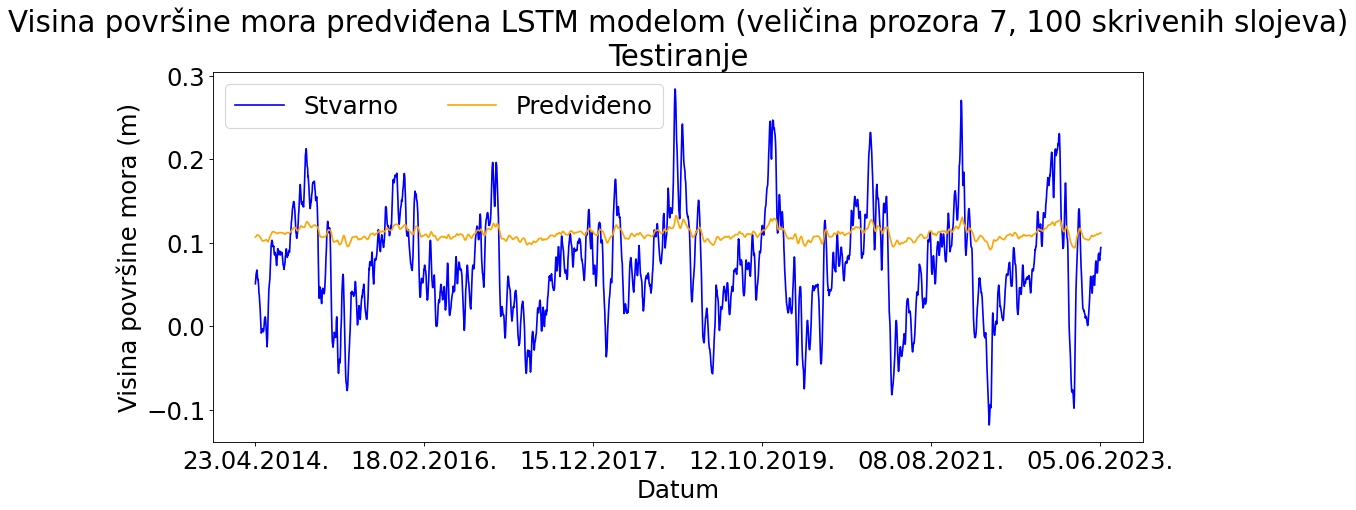 Visina površine mora predviđena LSTM modelom (veličina prozora 7, 100 skrivenih slojeva)
Testiranje
Stvarno Predviđeno
Visina površine mora (m)
0.3
0.2
0.1
0.0
−0.1
23.04.2014. 18.02.2016. 15.12.2017. 12.10.2019. 08.08.2021. 05.06.2023.
Datum